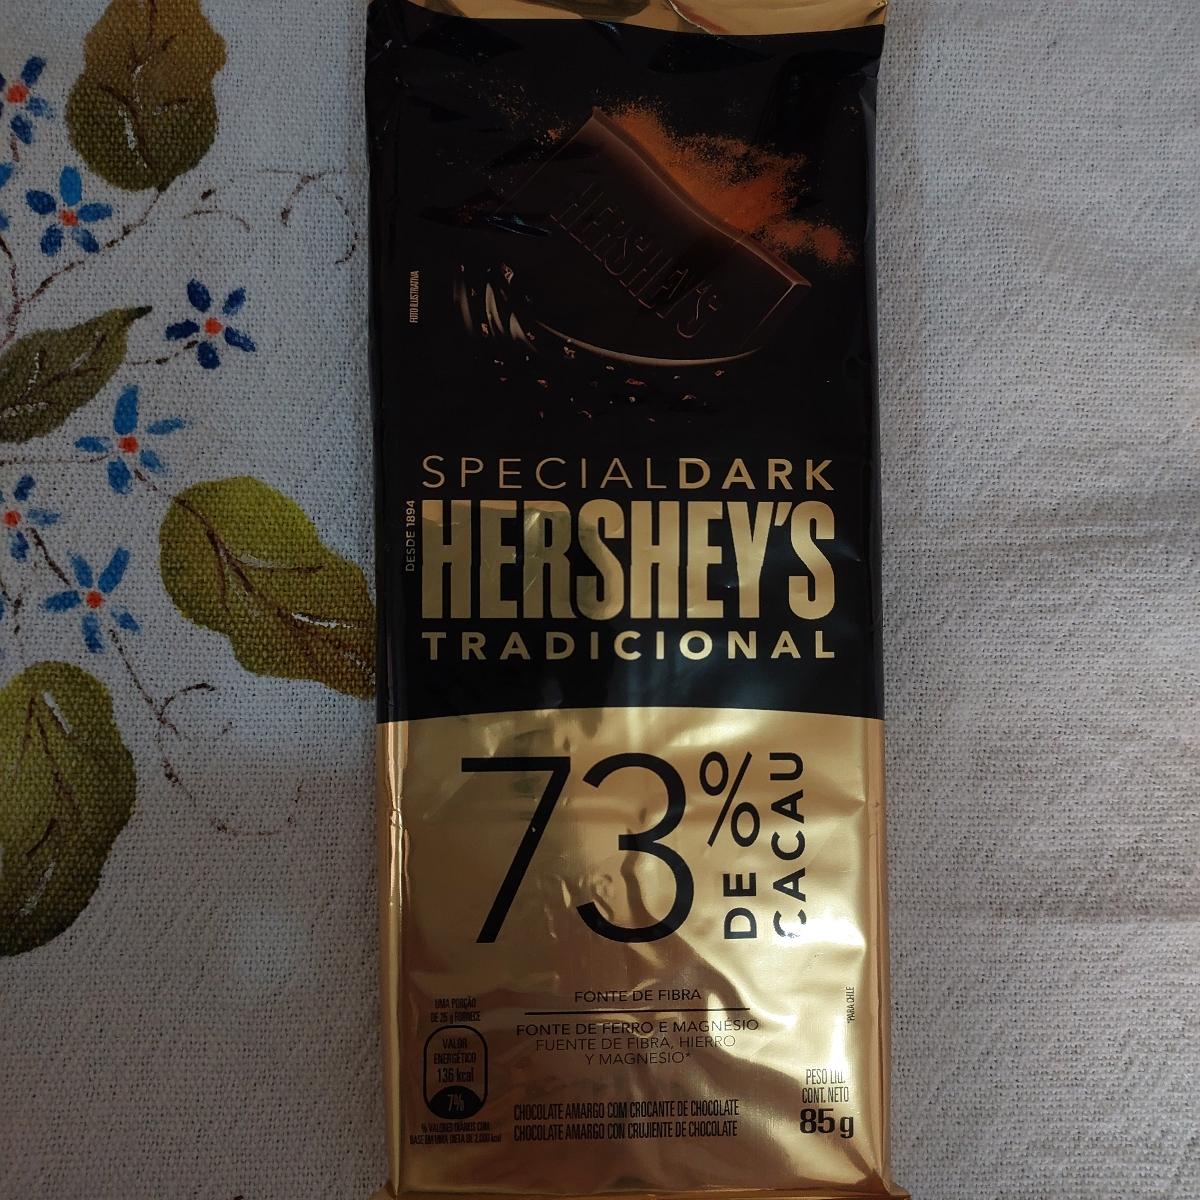 HERSHEY'S
FOTO ILUSTRATIVA
SPECIALDARK
DESDE 1894
HERSHEY'S
TRADICIONAL
73%
DE CACAU
FONTE DE FIBRA
FONTE DE FERRO E MAGNÉSIO
FUENTE DE FIBRA, HIERRO
Y MAGNESIO*
*PARA CHILE
UMA PORÇÃO
DE 25 g FORNECE
VALOR
ENERGÉTICO
136 kcal
7%
% VALORES DIÁRIOS COM
BASE EM UMA DIETA DE 2.000 kcal
CHOCOLATE AMARGO COM CROCANTE DE CHOCOLATE
CHOCOLATE AMARGO CON CRUJIENTE DE CHOCOLATE
PESO LÍQ.
CONT. NETO
85g